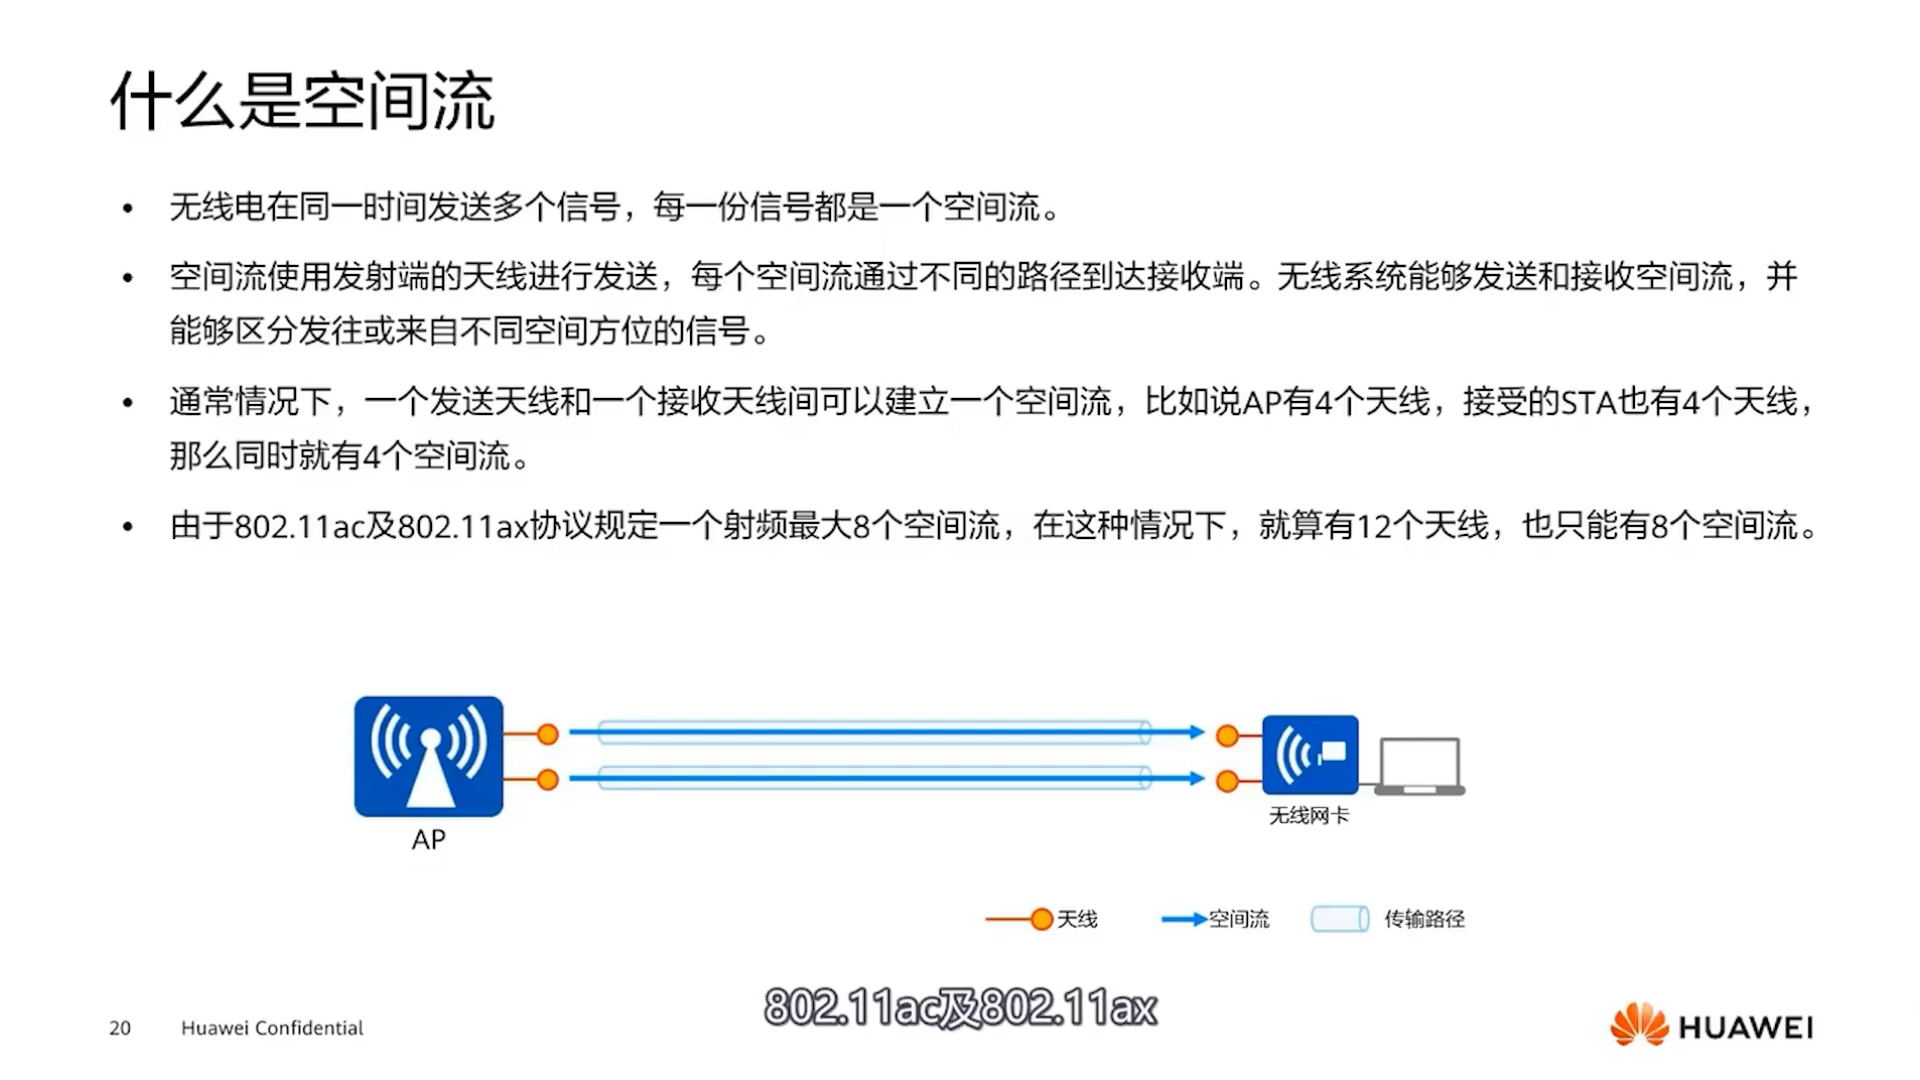 什么是空间流
• 无线电在同一时间发送多个信号，每一份信号都是一个空间流。
• 空间流使用发射端的天线进行发送，每个空间流通过不同的路径到达接收端。无线系统能够发送和接收空间流，并
能够区分发往或来自不同空间方位的信号。
• 通常情况下，一个发送天线和一个接收天线间可以建立一个空间流，比如说AP有4个天线，接受的STA也有4个天线，
那么同时就有4个空间流。
• 由于802.11ac及802.11ax协议规定一个射频最大8个空间流，在这种情况下，就算有12个天线，也只能有8个空间流。
无线网卡
AP
天线 空间流 传输路径
802.11ac及802.11ax
20 Huawei Confidential
HUAWEI